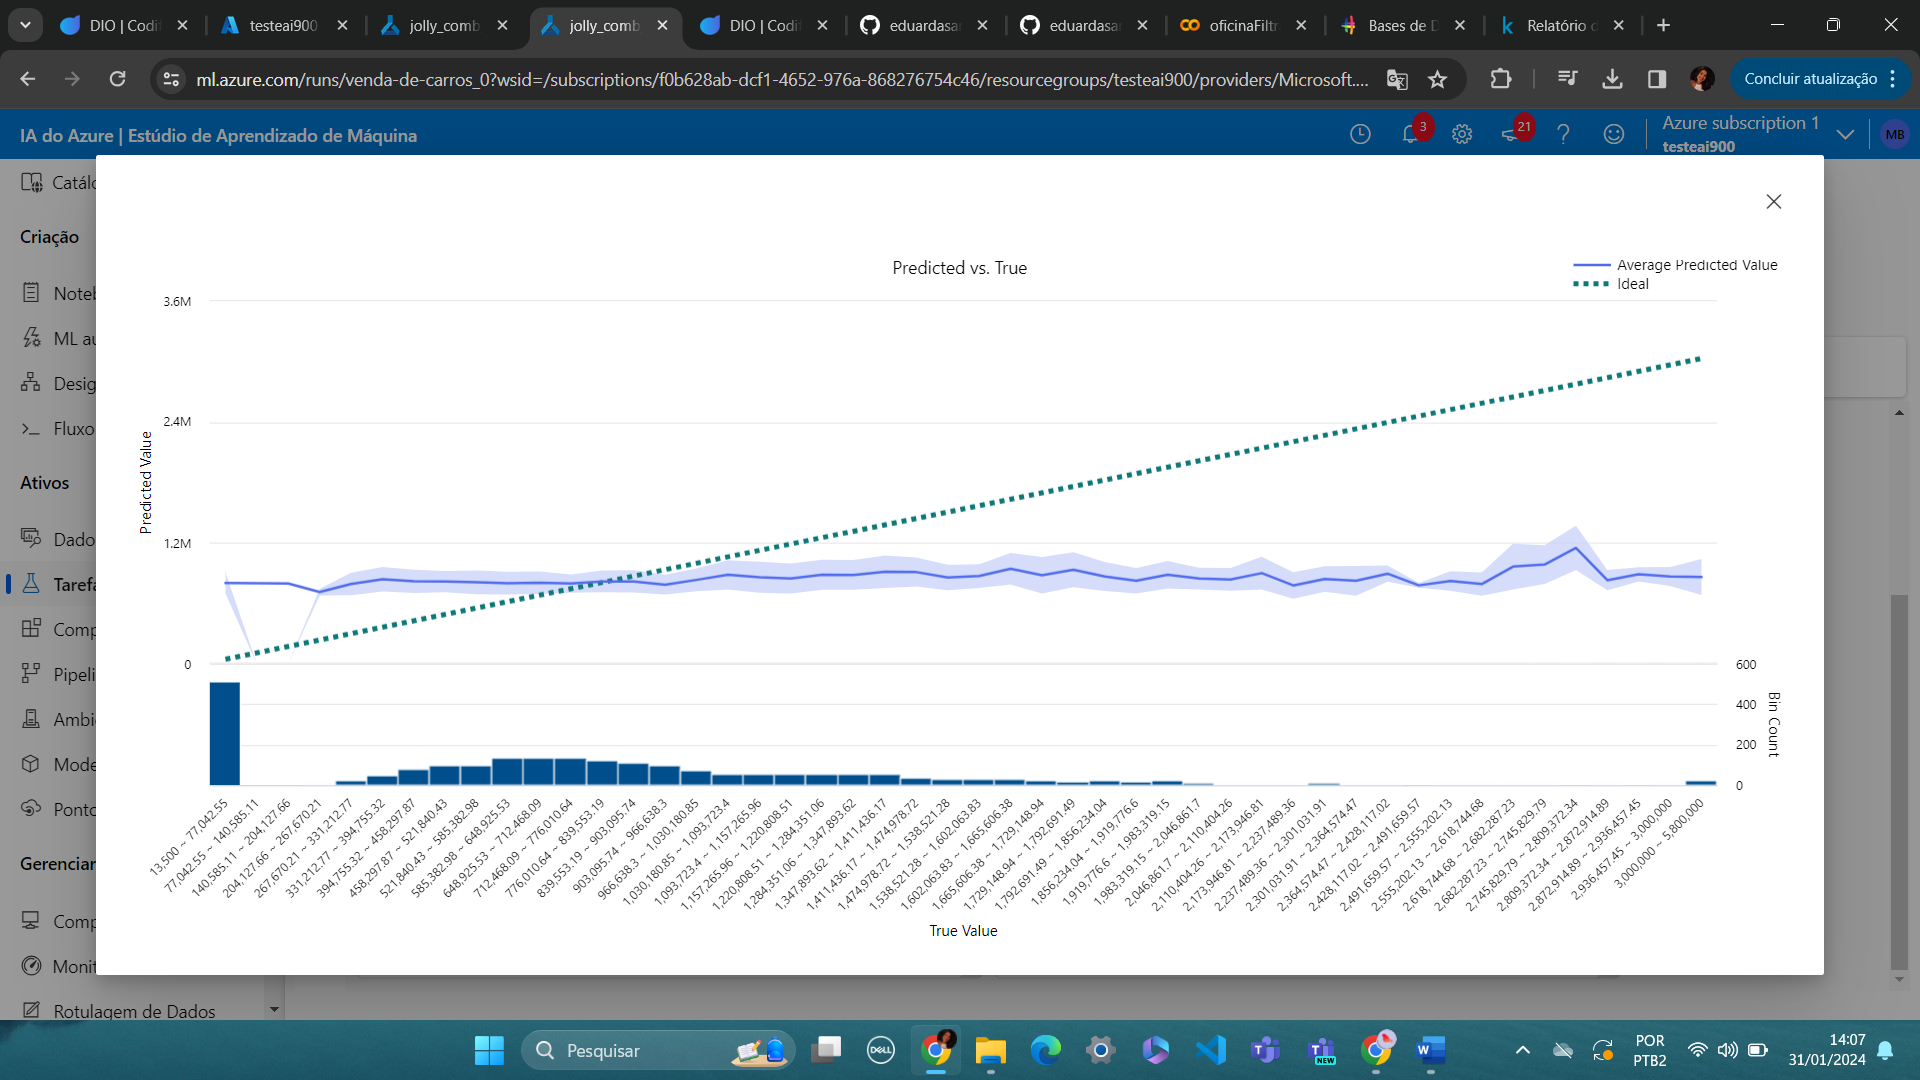 DIO | Codi
testeai900
jolly_comb
jolly_comb
DIO | Codi
eduardasa
eduardasa
oficinaFiltr
Bases de D
Relatório d
ml.azure.com/runs/venda-de-carros_0?wsid=/subscriptions/f0b628ab-dcf1-4652-976a-868276754c46/resourcegroups/testeai900/providers/Microsoft....
Concluir atualização
IA do Azure | Estúdio de Aprendizado de Máquina
3
21
Azure subscription 1
testeai900
MB
Catálo
Criação
Noteb
ML au
Desig
Fluxo
Ativos
Dado
Tarefa
Comp
Pipeli
Ambi
Mode
Ponto
Gerenciar
Comp
Monit
Rotulagem de Dados
Predicted vs. True
Average Predicted Value
Ideal
3.6M
2.4M
1.2M
0
Predicted Value
600
400
200
0
Bin Count
13,500 ~ 77,042.55
77,042.55 ~ 140,585.11
140,585.11 ~ 204,127.66
204,127.66 ~ 267,670.21
267,670.21 ~ 331,212.77
331,212.77 ~ 394,755.32
394,755.32 ~ 458,297.87
458,297.87 ~ 521,840.43
521,840.43 ~ 585,382.98
585,382.98 ~ 648,925.53
648,925.53 ~ 712,468.09
712,468.09 ~ 776,010.64
776,010.64 ~ 839,553.19
839,553.19 ~ 903,095.74
903,095.74 ~ 966,638.3
966,638.3 ~ 1,030,180.85
1,030,180.85 ~ 1,093,723.4
1,093,723.4 ~ 1,157,265.96
1,157,265.96 ~ 1,220,808.51
1,220,808.51 ~ 1,284,351.06
1,284,351.06 ~ 1,347,893.62
1,347,893.62 ~ 1,411,436.17
1,411,436.17 ~ 1,474,978.72
1,474,978.72 ~ 1,538,521.28
1,538,521.28 ~ 1,602,063.83
1,602,063.83 ~ 1,665,606.38
1,665,606.38 ~ 1,729,148.94
1,729,148.94 ~ 1,792,691.49
1,792,691.49 ~ 1,856,234.04
1,856,234.04 ~ 1,919,776.6
1,919,776.6 ~ 1,983,319.15
1,983,319.15 ~ 2,046,861.7
2,046,861.7 ~ 2,110,404.26
2,110,404.26 ~ 2,173,946.81
2,173,946.81 ~ 2,237,489.36
2,237,489.36 ~ 2,301,031.91
2,301,031.91 ~ 2,364,574.47
2,364,574.47 ~ 2,428,117.02
2,428,117.02 ~ 2,491,659.57
2,491,659.57 ~ 2,555,202.13
2,555,202.13 ~ 2,618,744.68
2,618,744.68 ~ 2,682,287.23
2,682,287.23 ~ 2,745,829.79
2,745,829.79 ~ 2,809,372.34
2,809,372.34 ~ 2,872,914.89
2,872,914.89 ~ 2,936,457.45
2,936,457.45 ~ 3,000,000
3,000,000 ~ 5,800,000
True Value
Pesquisar
DELL
NEW
POR
PTB2
14:07
31/01/2024